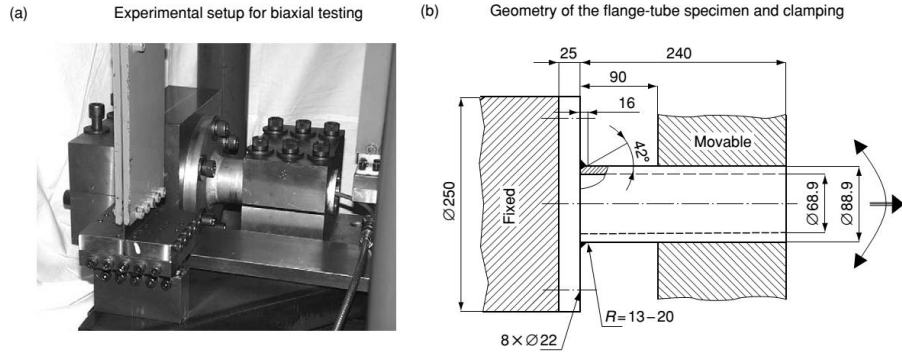 (a) Experimental setup for biaxial testing
(b) Geometry of the flange-tube specimen and clamping
25 240
90
16
42°
Movable
Fixed
Ø250
Ø68.9
Ø88.9
R=13–20
8 × Ø22